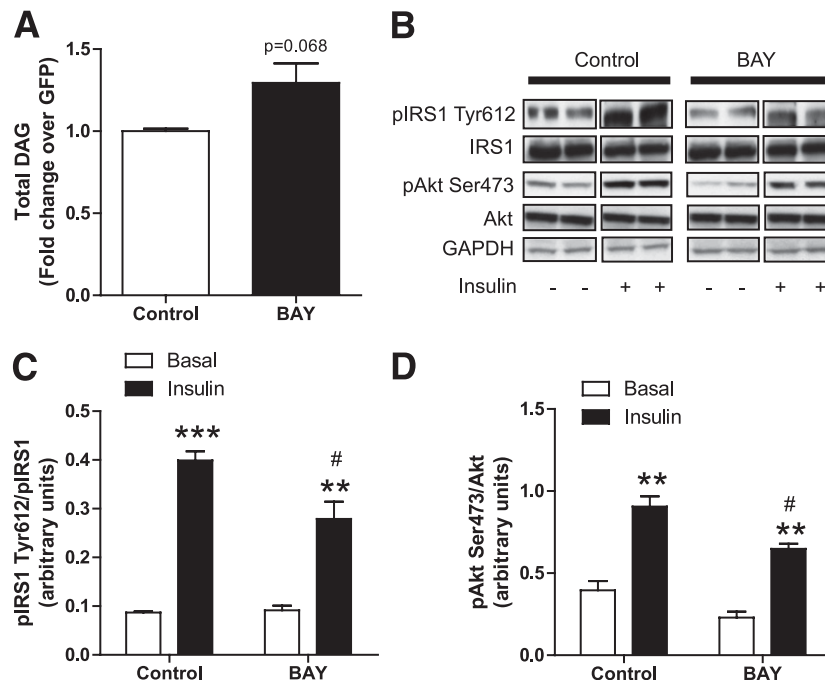 A
Total DAG
(Fold change over GFP)
1.5
1.0
0.5
0.0
p=0.068
Control
BAY
B
Control
BAY
pIRS1 Tyr612
IRS1
pAkt Ser473
Akt
GAPDH
Insulin - - + + - - + +
C
Basal
Insulin
pIRS1 Tyr612/pIRS1
(arbitrary units)
0.5
0.4
0.3
0.2
0.1
0.0
***
#
**
Control
BAY
D
Basal
Insulin
pAkt Ser473/Akt
(arbitrary units)
1.5
1.0
0.5
0.0
**
#
**
Control
BAY